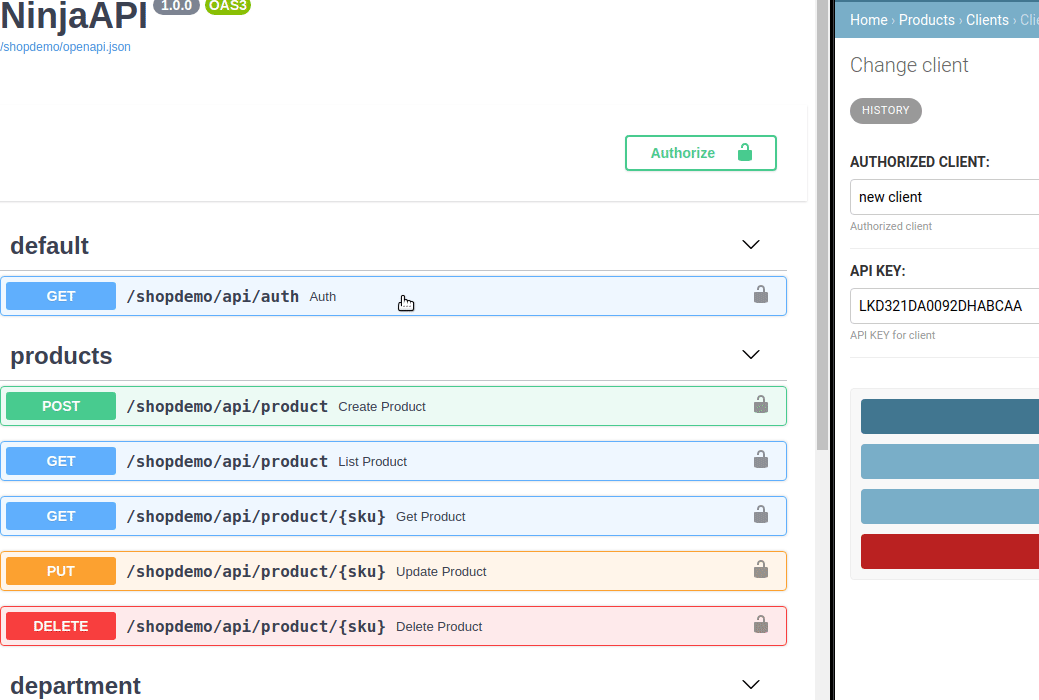 NinjaAPI 1.0.0 OAS3
/shopdemo/openapi.json
Authorize
default
GET /shopdemo/api/auth Auth
products
POST /shopdemo/api/product Create Product
GET /shopdemo/api/product List Product
GET /shopdemo/api/product/{sku} Get Product
PUT /shopdemo/api/product/{sku} Update Product
DELETE /shopdemo/api/product/{sku} Delete Product
department
Home › Products › Clients › Clie
Change client
HISTORY
AUTHORIZED CLIENT:
new client
Authorized client
API KEY:
LKD321DA0092DHABCAA
API KEY for client